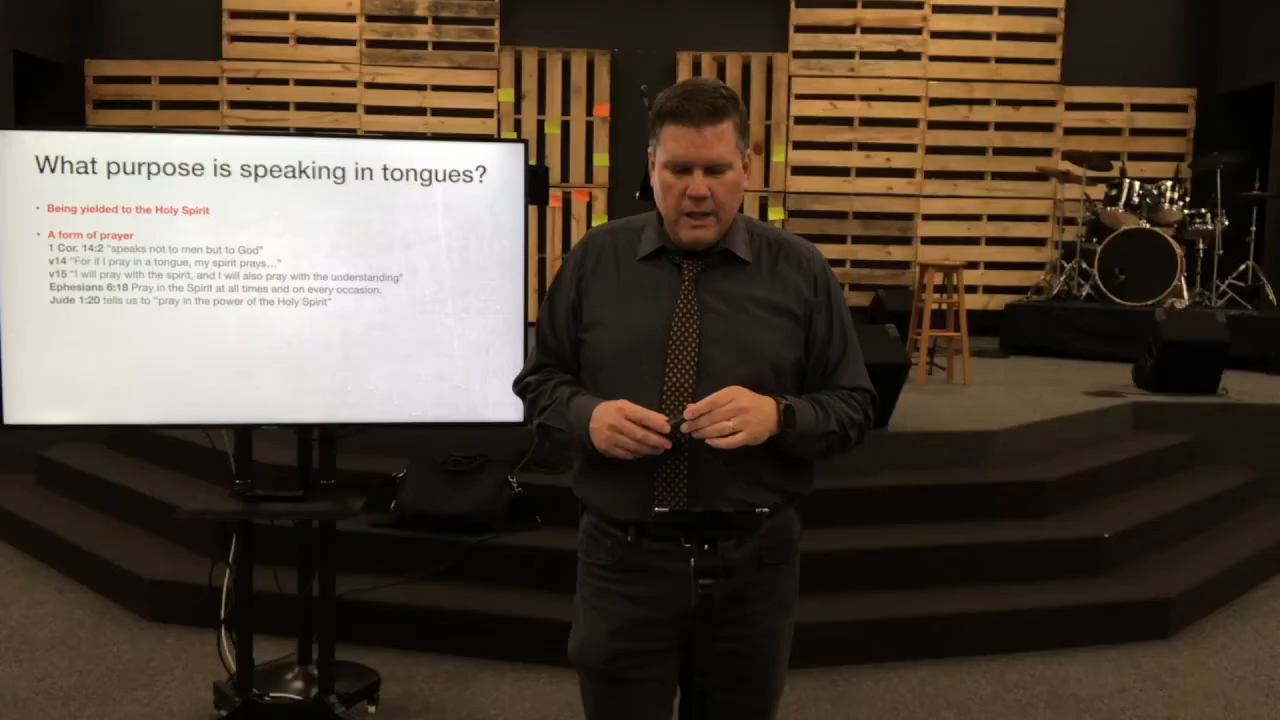 What purpose is speaking in tongues?
• Being yielded to the Holy Spirit
• A form of prayer
1 Cor. 14:2 "speaks not to men but to God"
v14 "For if I pray in a tongue, my spirit prays…"
v15 "I will pray with the spirit, and I will also pray with the understanding"
Ephesians 6:18 Pray in the Spirit at all times and on every occasion.
Jude 1:20 tells us to "pray in the power of the Holy Spirit"